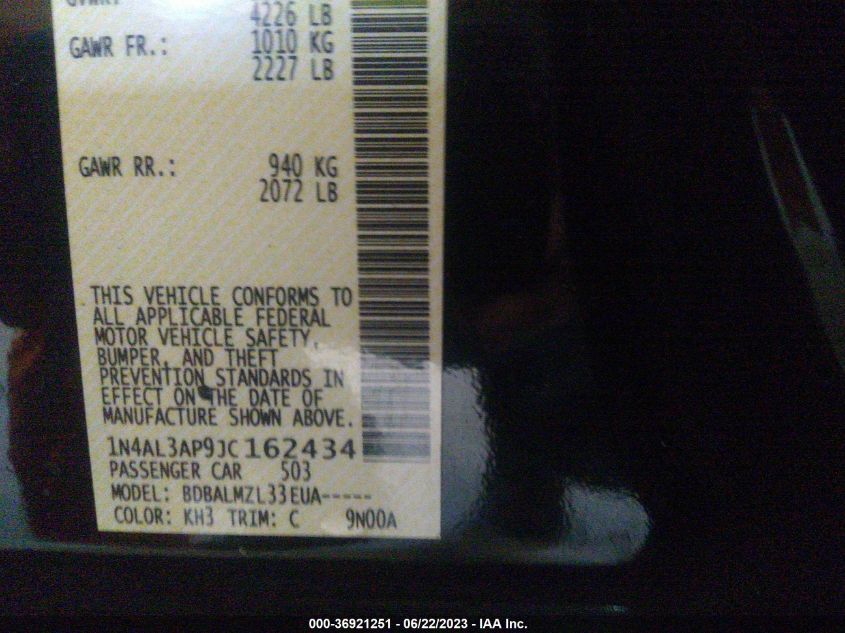 GVWR:
4226 LB
GAWR FR.: 1010 KG
2227 LB
GAWR RR.: 940 KG
2072 LB
THIS VEHICLE CONFORMS TO
ALL APPLICABLE FEDERAL
MOTOR VEHICLE SAFETY,
BUMPER, AND THEFT
PREVENTION STANDARDS IN
EFFECT ON THE DATE OF
MANUFACTURE SHOWN ABOVE.
1N4AL3AP9JC162434
PASSENGER CAR 503
MODEL: BDBALMZL33EUA-----
COLOR: KH3 TRIM: C 9N00A
000-36921251 - 06/22/2023 - IAA Inc.